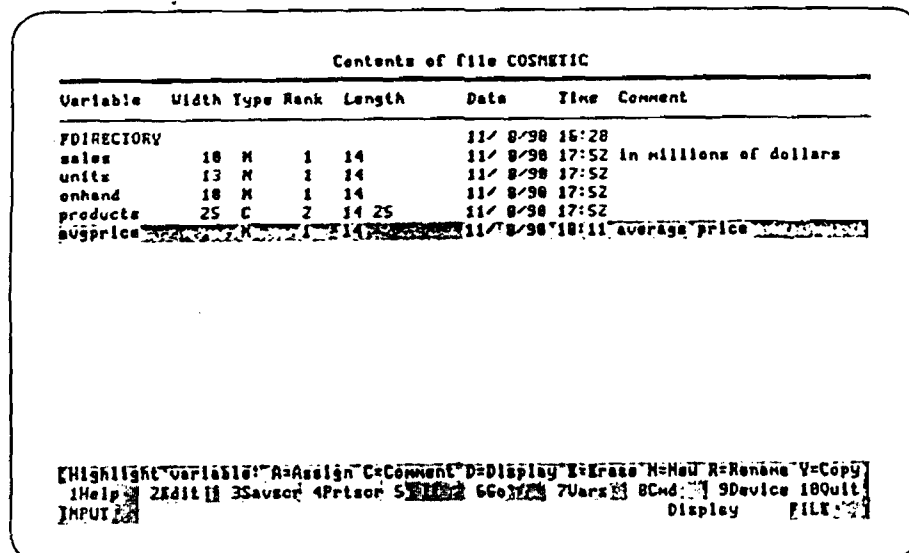 Contents of file COSMETIC
Variable Width Type Rank Length Date Time Comment
FDIRECTORY 11/ 8/90 16:28
sales 10 N 1 14 11/ 8/90 17:52 in millions of dollars
units 13 N 1 14 11/ 8/90 17:52
onhand 10 N 1 14 11/ 8/90 17:52
products 25 C 2 14 25 11/ 8/90 17:52
avgprice N 1 14 11/ 8/90 18:11 average price
Highlight variable: A=Assign C=Comment D=Display E=Erase N=New R=Rename Y=Copy
1Help 2Edit 3Savscr 4Prtscr 5 6Go 7Vars 8Cmd 9Device 10Quit
INPUT Display FILE